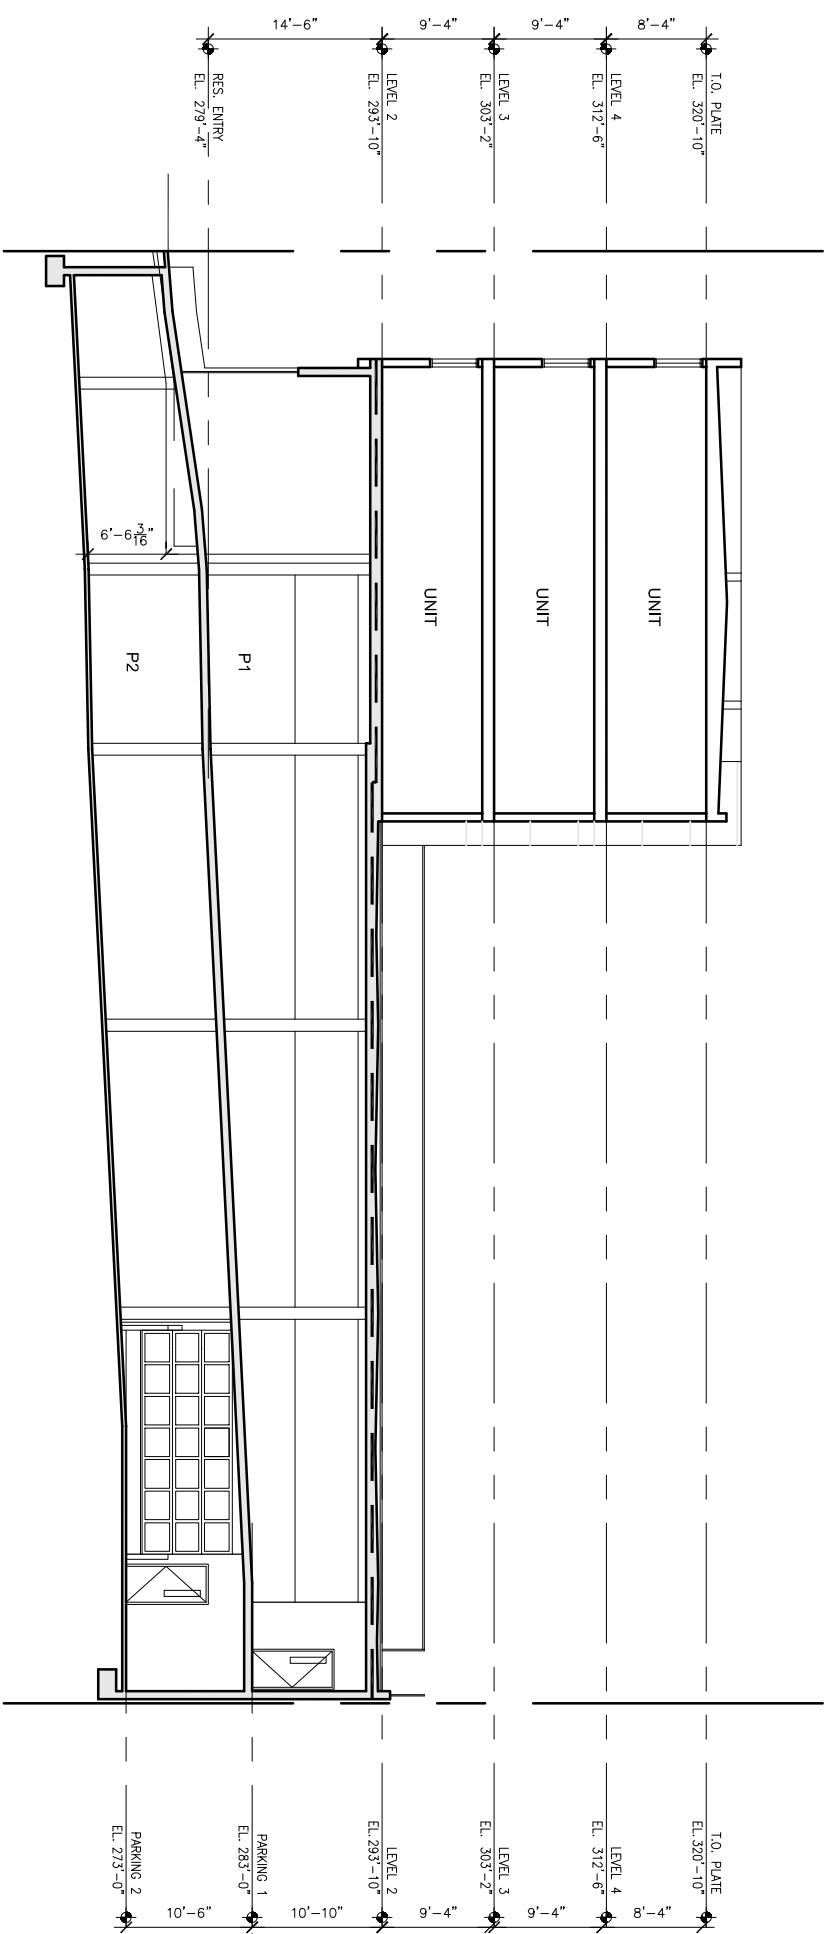 14'-6"
9'-4"
9'-4"
8'-4"
RES. ENTRY
EL. 279'-4"
LEVEL 2
EL. 293'-10"
LEVEL 3
EL. 303'-2"
LEVEL 4
EL. 312'-6"
T.O. PLATE
EL. 320'-10"
6'-6 3/16"
UNIT
UNIT
UNIT
P2
P1
PARKING 2
EL. 273'-0"
PARKING 1
EL. 283'-0"
LEVEL 2
EL. 293'-10"
LEVEL 3
EL. 303'-2"
LEVEL 4
EL. 312'-6"
T.O. PLATE
EL. 320'-10"
10'-6"
10'-10"
9'-4"
9'-4"
8'-4"